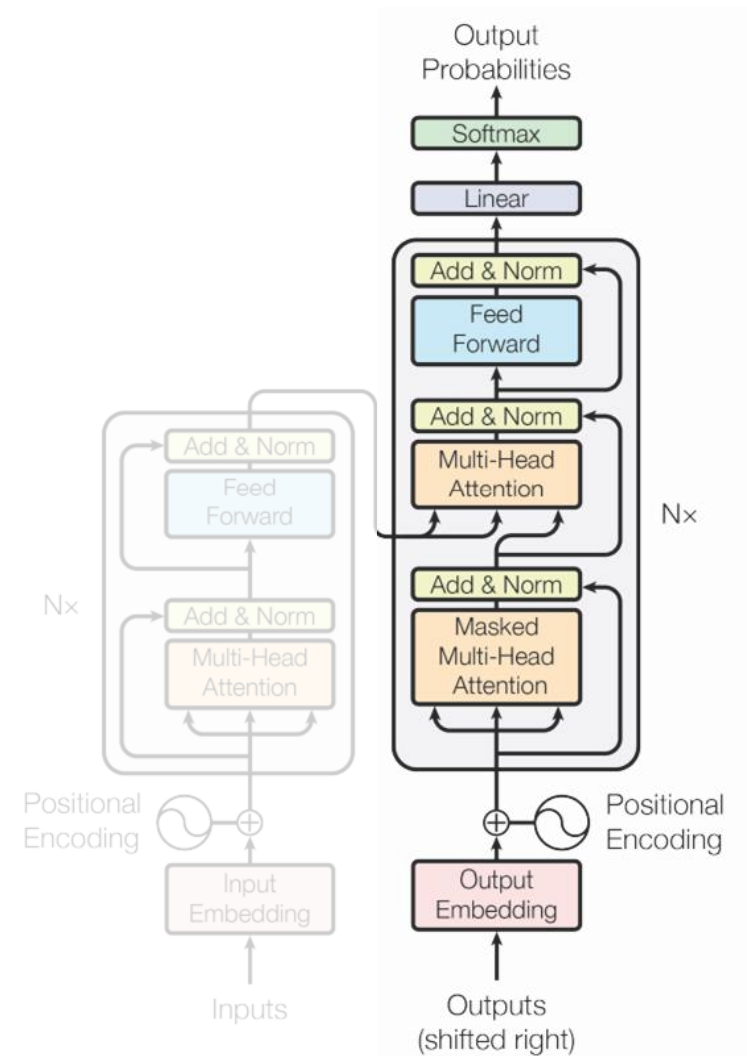 Output
Probabilities
Softmax
Linear
Add & Norm
Feed
Forward
Add & Norm
Multi-Head
Attention
Nx
Add & Norm
Masked
Multi-Head
Attention
Positional
Encoding
Output
Embedding
Outputs
(shifted right)
Add & Norm
Feed
Forward
Nx
Add & Norm
Multi-Head
Attention
Positional
Encoding
Input
Embedding
Inputs